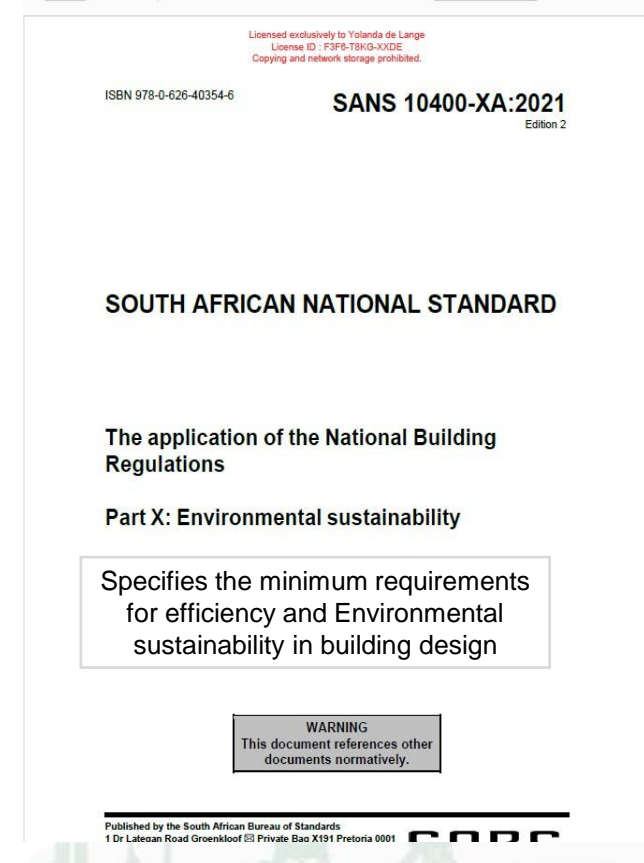 Licensed exclusively to Yolanda de Lange
License ID : F3F6-T8KG-XXDE
Copying and network storage prohibited.
ISBN 978-0-626-40354-6
SANS 10400-XA:2021
Edition 2
SOUTH AFRICAN NATIONAL STANDARD
The application of the National Building
Regulations
Part X: Environmental sustainability
Specifies the minimum requirements
for efficiency and Environmental
sustainability in building design
WARNING
This document references other
documents normatively.
Published by the South African Bureau of Standards
1 Dr Lategan Road Groenkloof ✉ Private Bag X191 Pretoria 0001